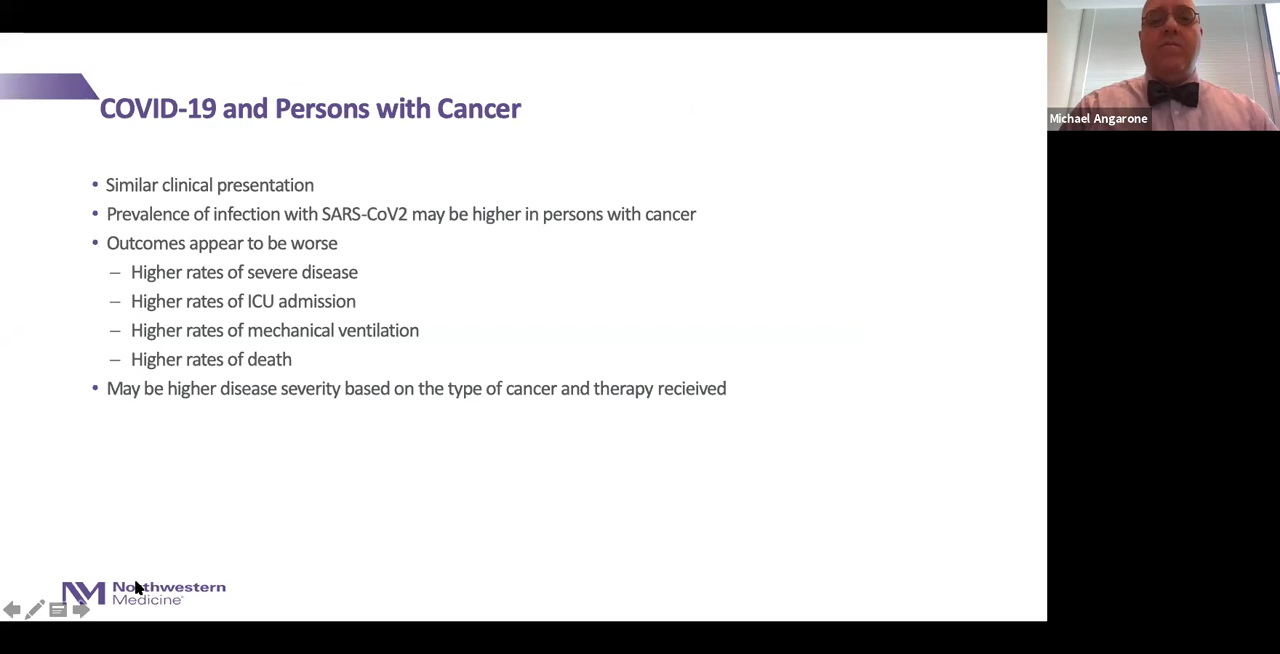 COVID-19 and Persons with Cancer
• Similar clinical presentation
• Prevalence of infection with SARS-CoV2 may be higher in persons with cancer
• Outcomes appear to be worse
– Higher rates of severe disease
– Higher rates of ICU admission
– Higher rates of mechanical ventilation
– Higher rates of death
• May be higher disease severity based on the type of cancer and therapy recieived
Michael Angarone
NM Northwestern
Medicine